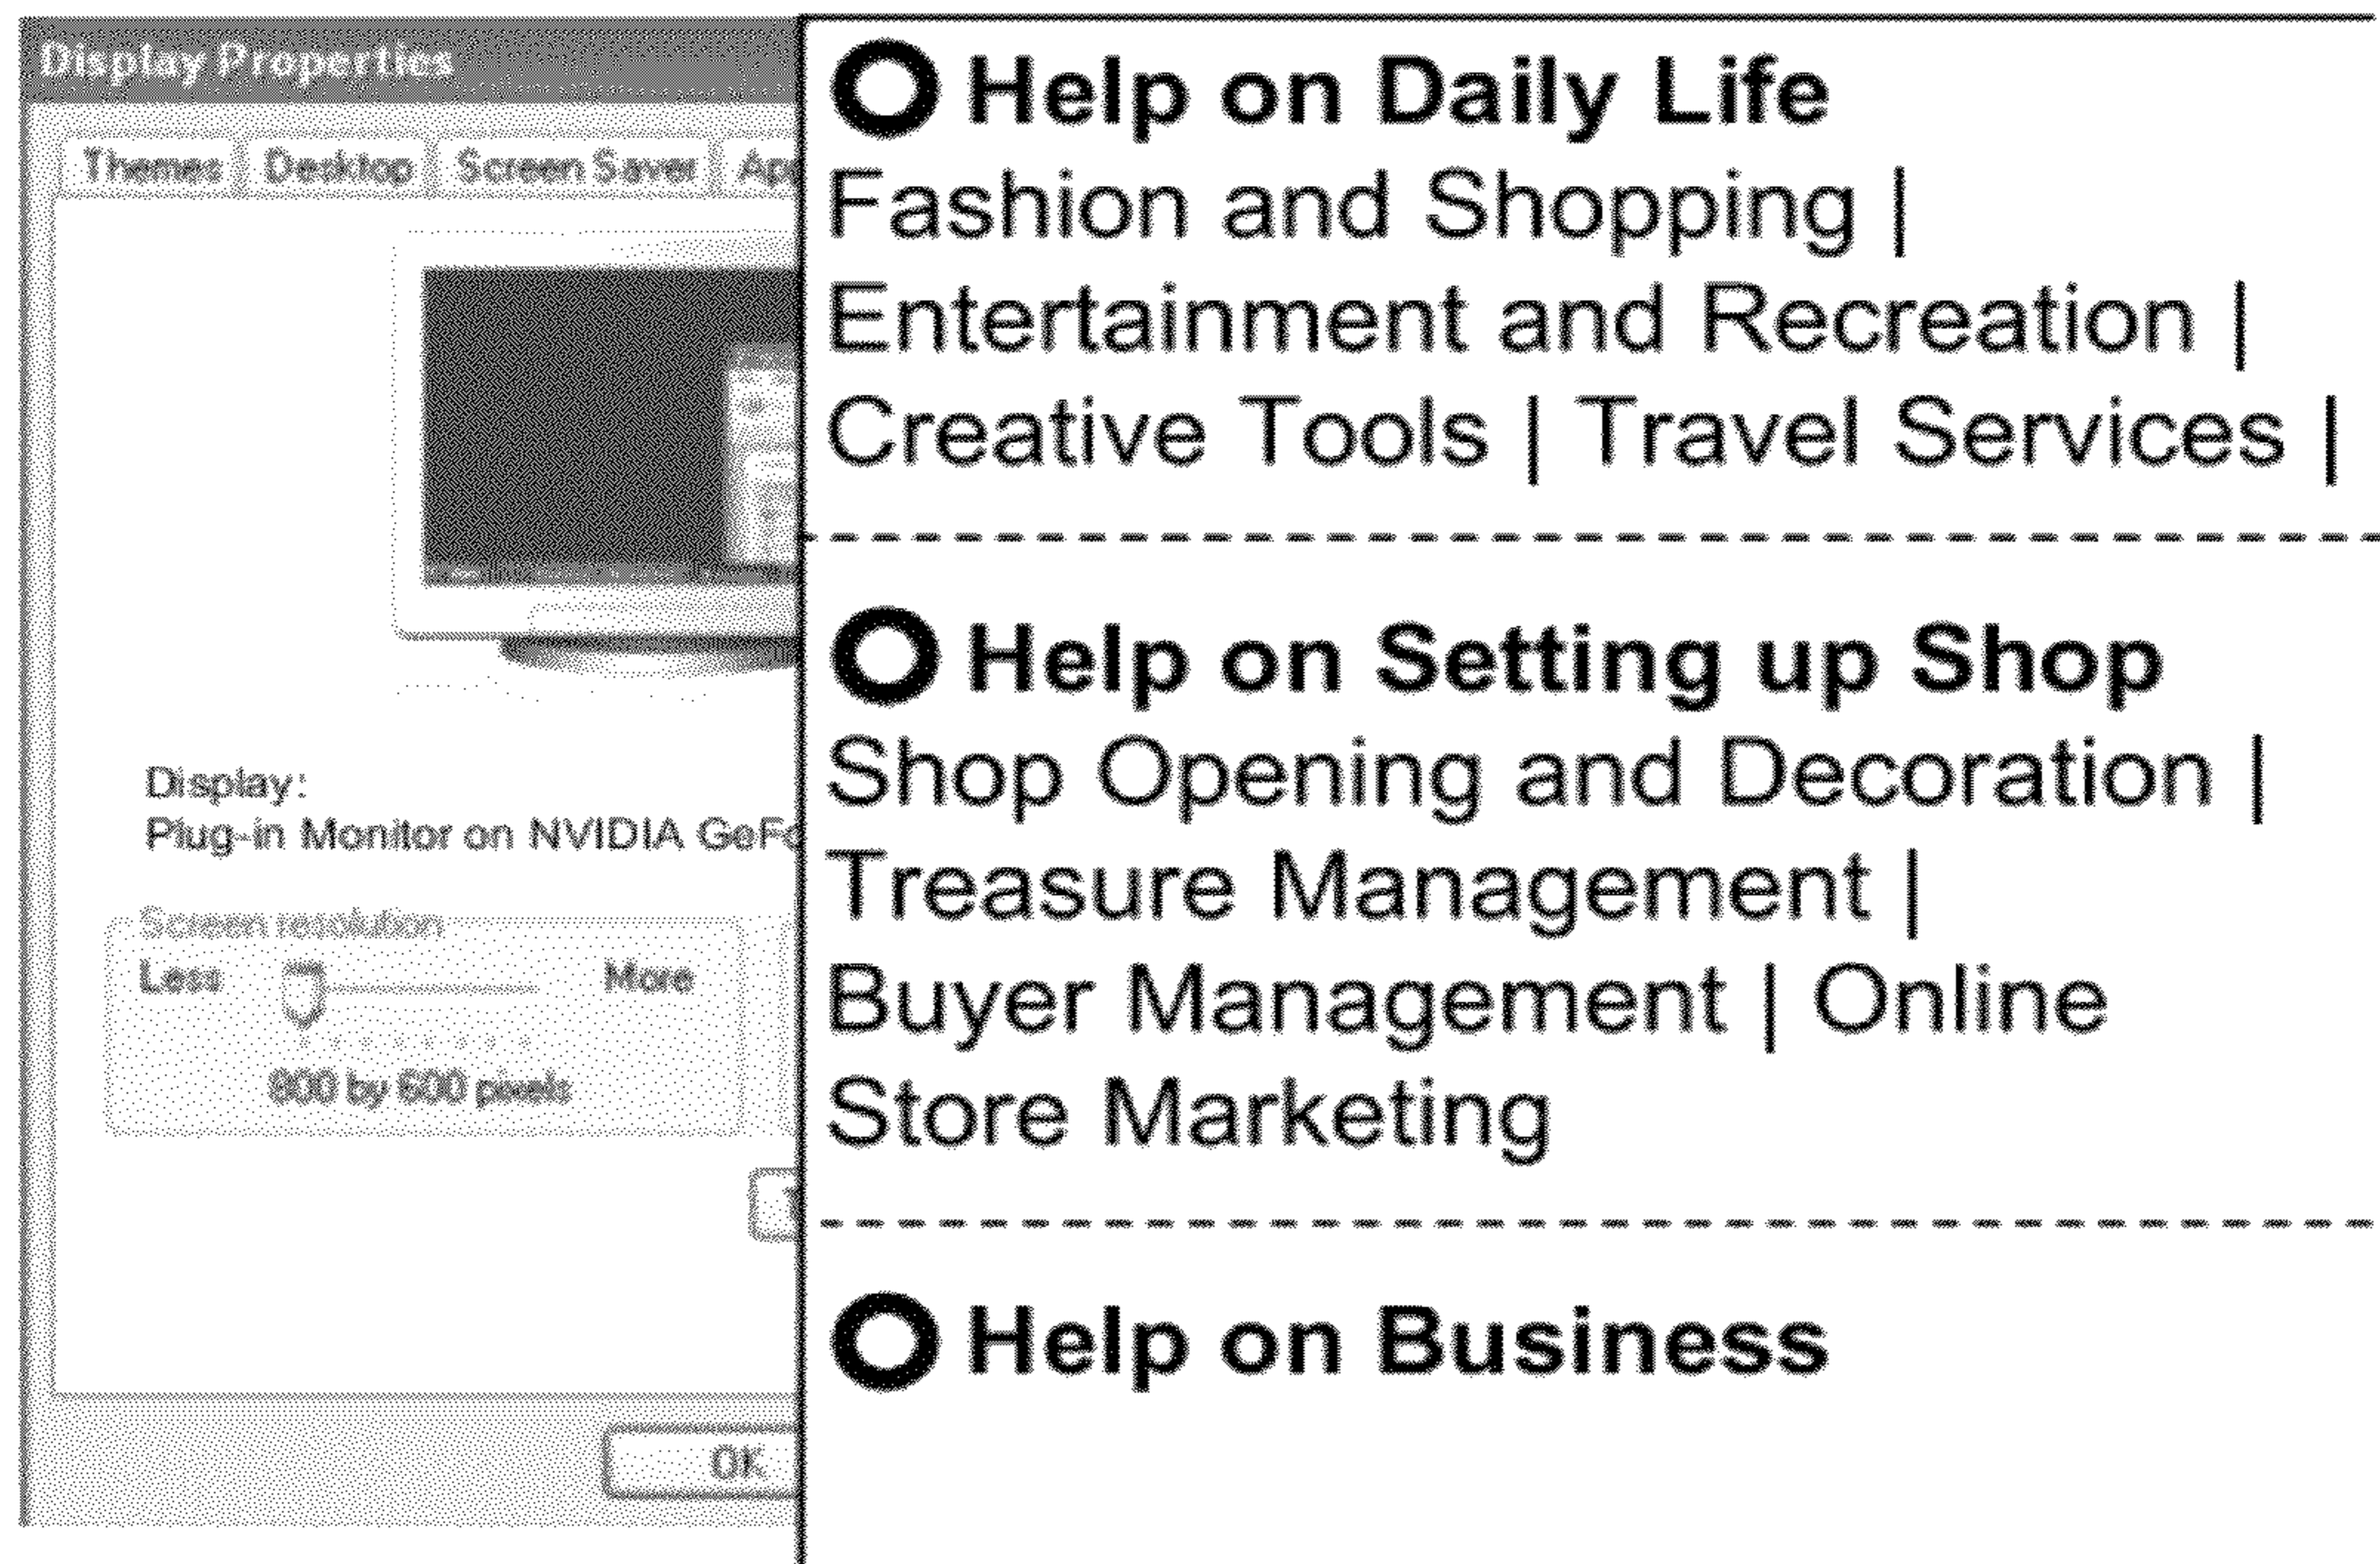 Display Properties
Themes Desktop Screen Saver
Display:
Plug-in Monitor on NVIDIA
Screen resolution
Less More
800 by 600 pixels
OK
Help on Daily Life
Fashion and Shopping |
Entertainment and Recreation |
Creative Tools | Travel Services |
Help on Setting up Shop
Shop Opening and Decoration |
Treasure Management |
Buyer Management | Online
Store Marketing
Help on Business